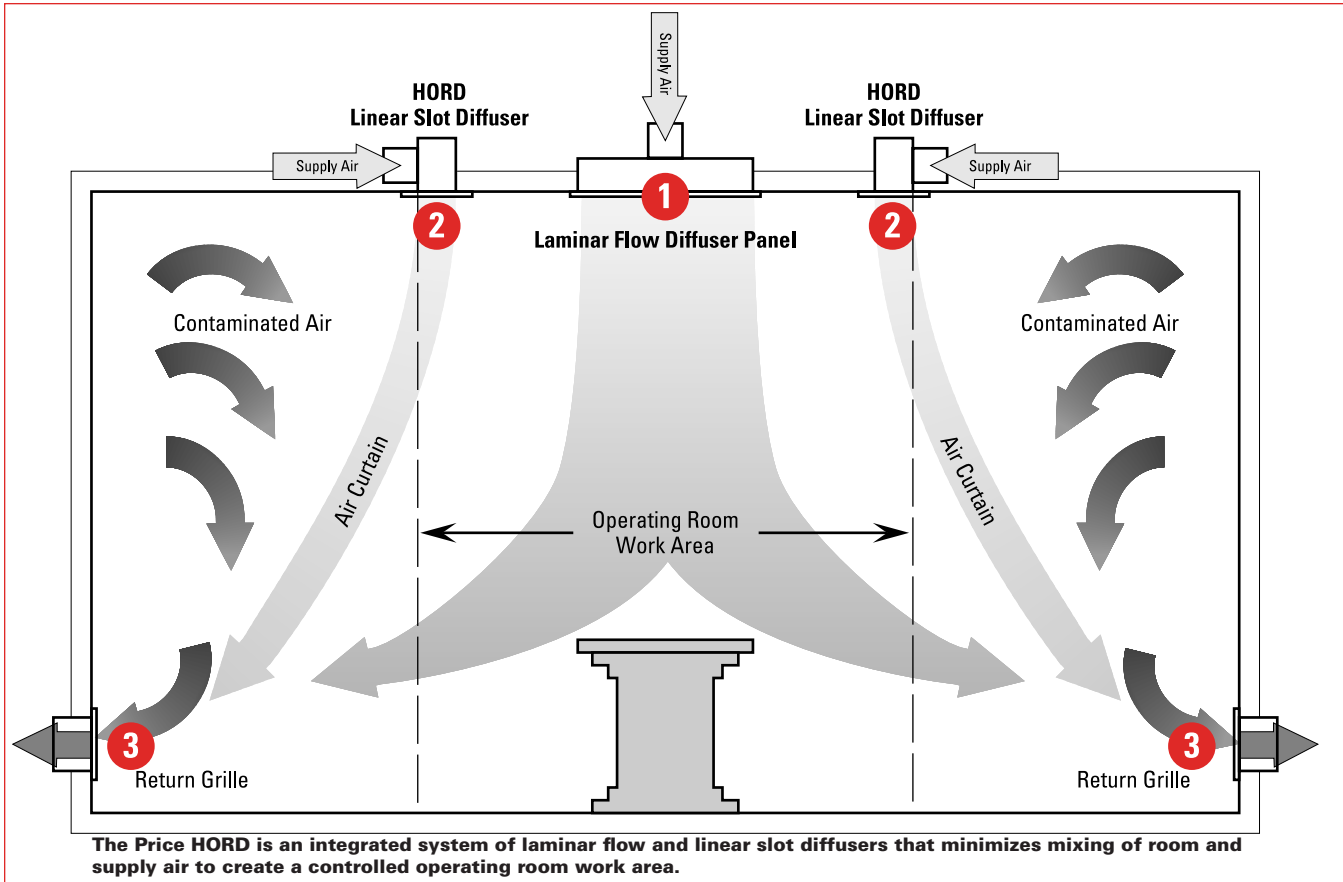 Supply Air
HORD
Linear Slot Diffuser
HORD
Linear Slot Diffuser
Supply Air
Supply Air
1
2
2
Laminar Flow Diffuser Panel
Contaminated Air
Contaminated Air
Air Curtain
Air Curtain
Operating Room
Work Area
3
3
Return Grille
Return Grille
The Price HORD is an integrated system of laminar flow and linear slot diffusers that minimizes mixing of room and
supply air to create a controlled operating room work area.